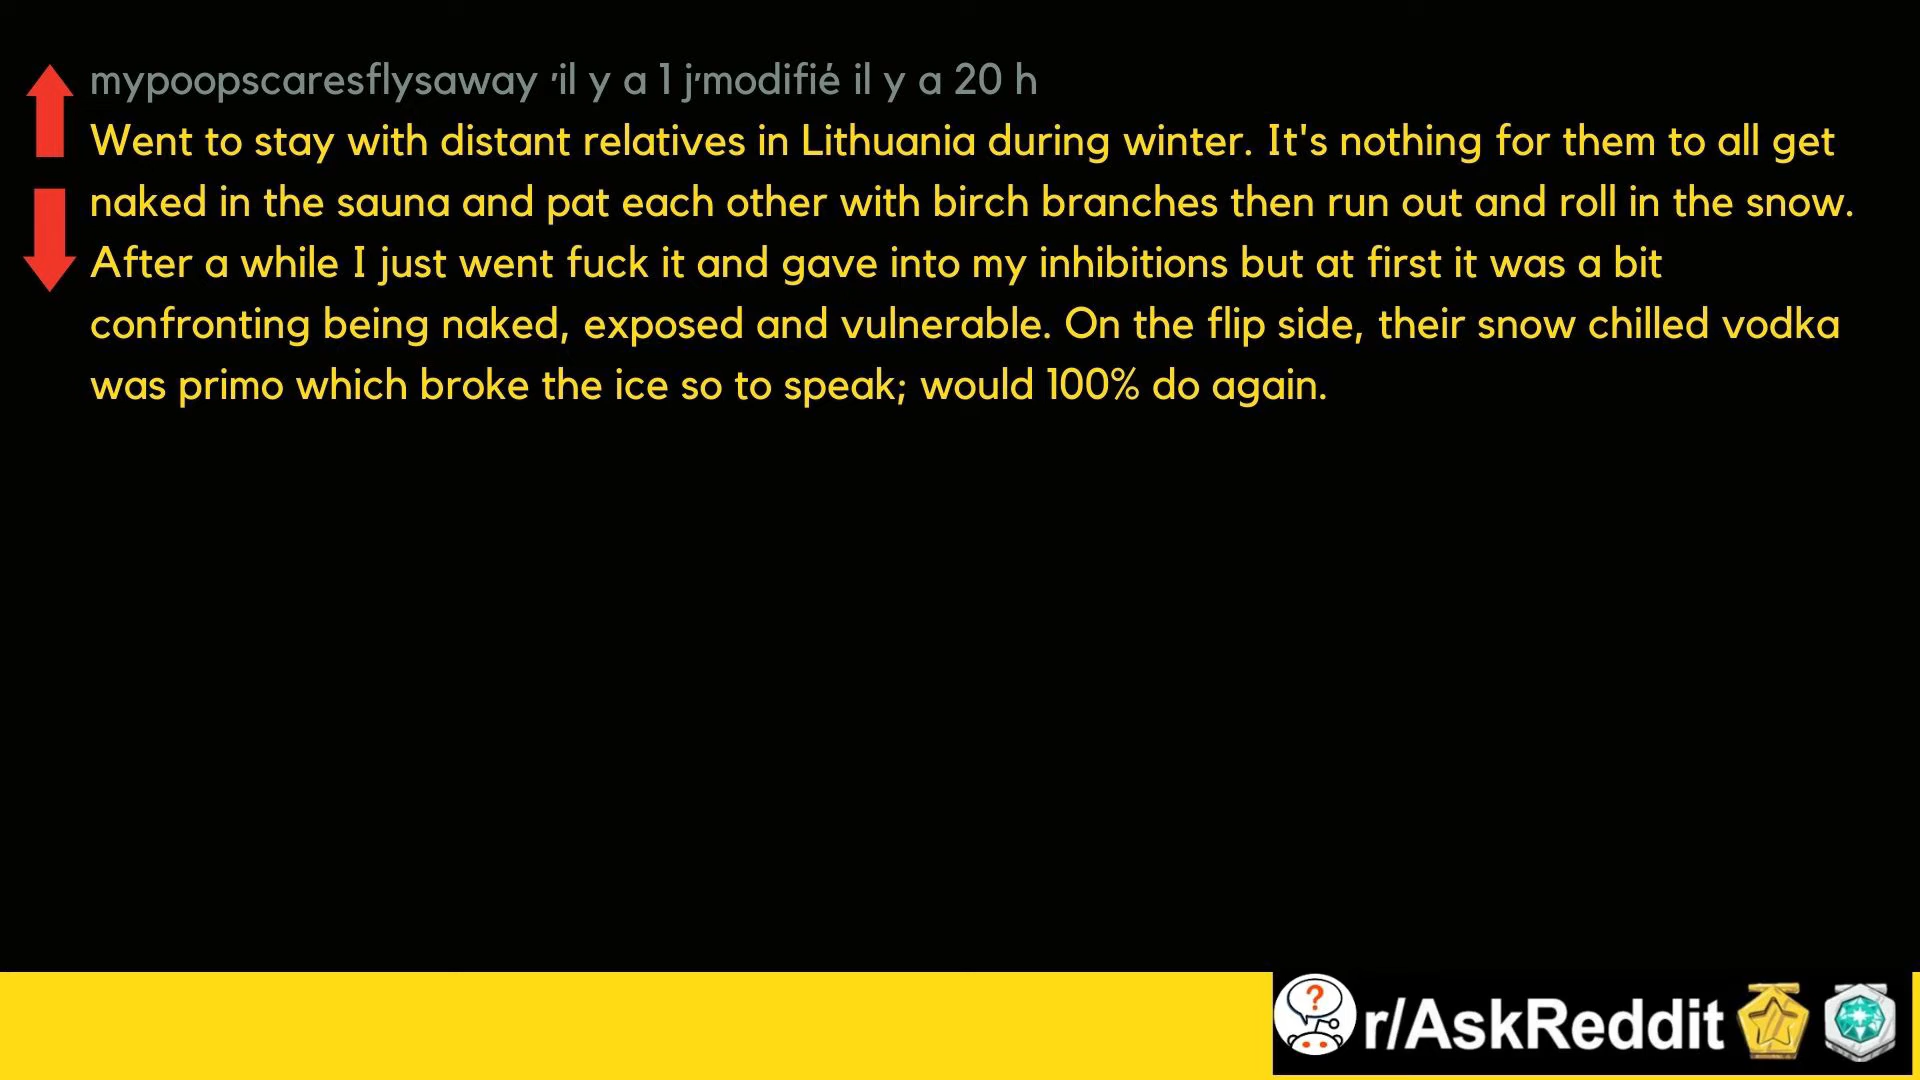 mypoopscaresflysaway ·il y a 1 j·modifié il y a 20 h
Went to stay with distant relatives in Lithuania during winter. It's nothing for them to all get
naked in the sauna and pat each other with birch branches then run out and roll in the snow.
After a while I just went fuck it and gave into my inhibitions but at first it was a bit
confronting being naked, exposed and vulnerable. On the flip side, their snow chilled vodka
was primo which broke the ice so to speak; would 100% do again.
?
r/AskReddit